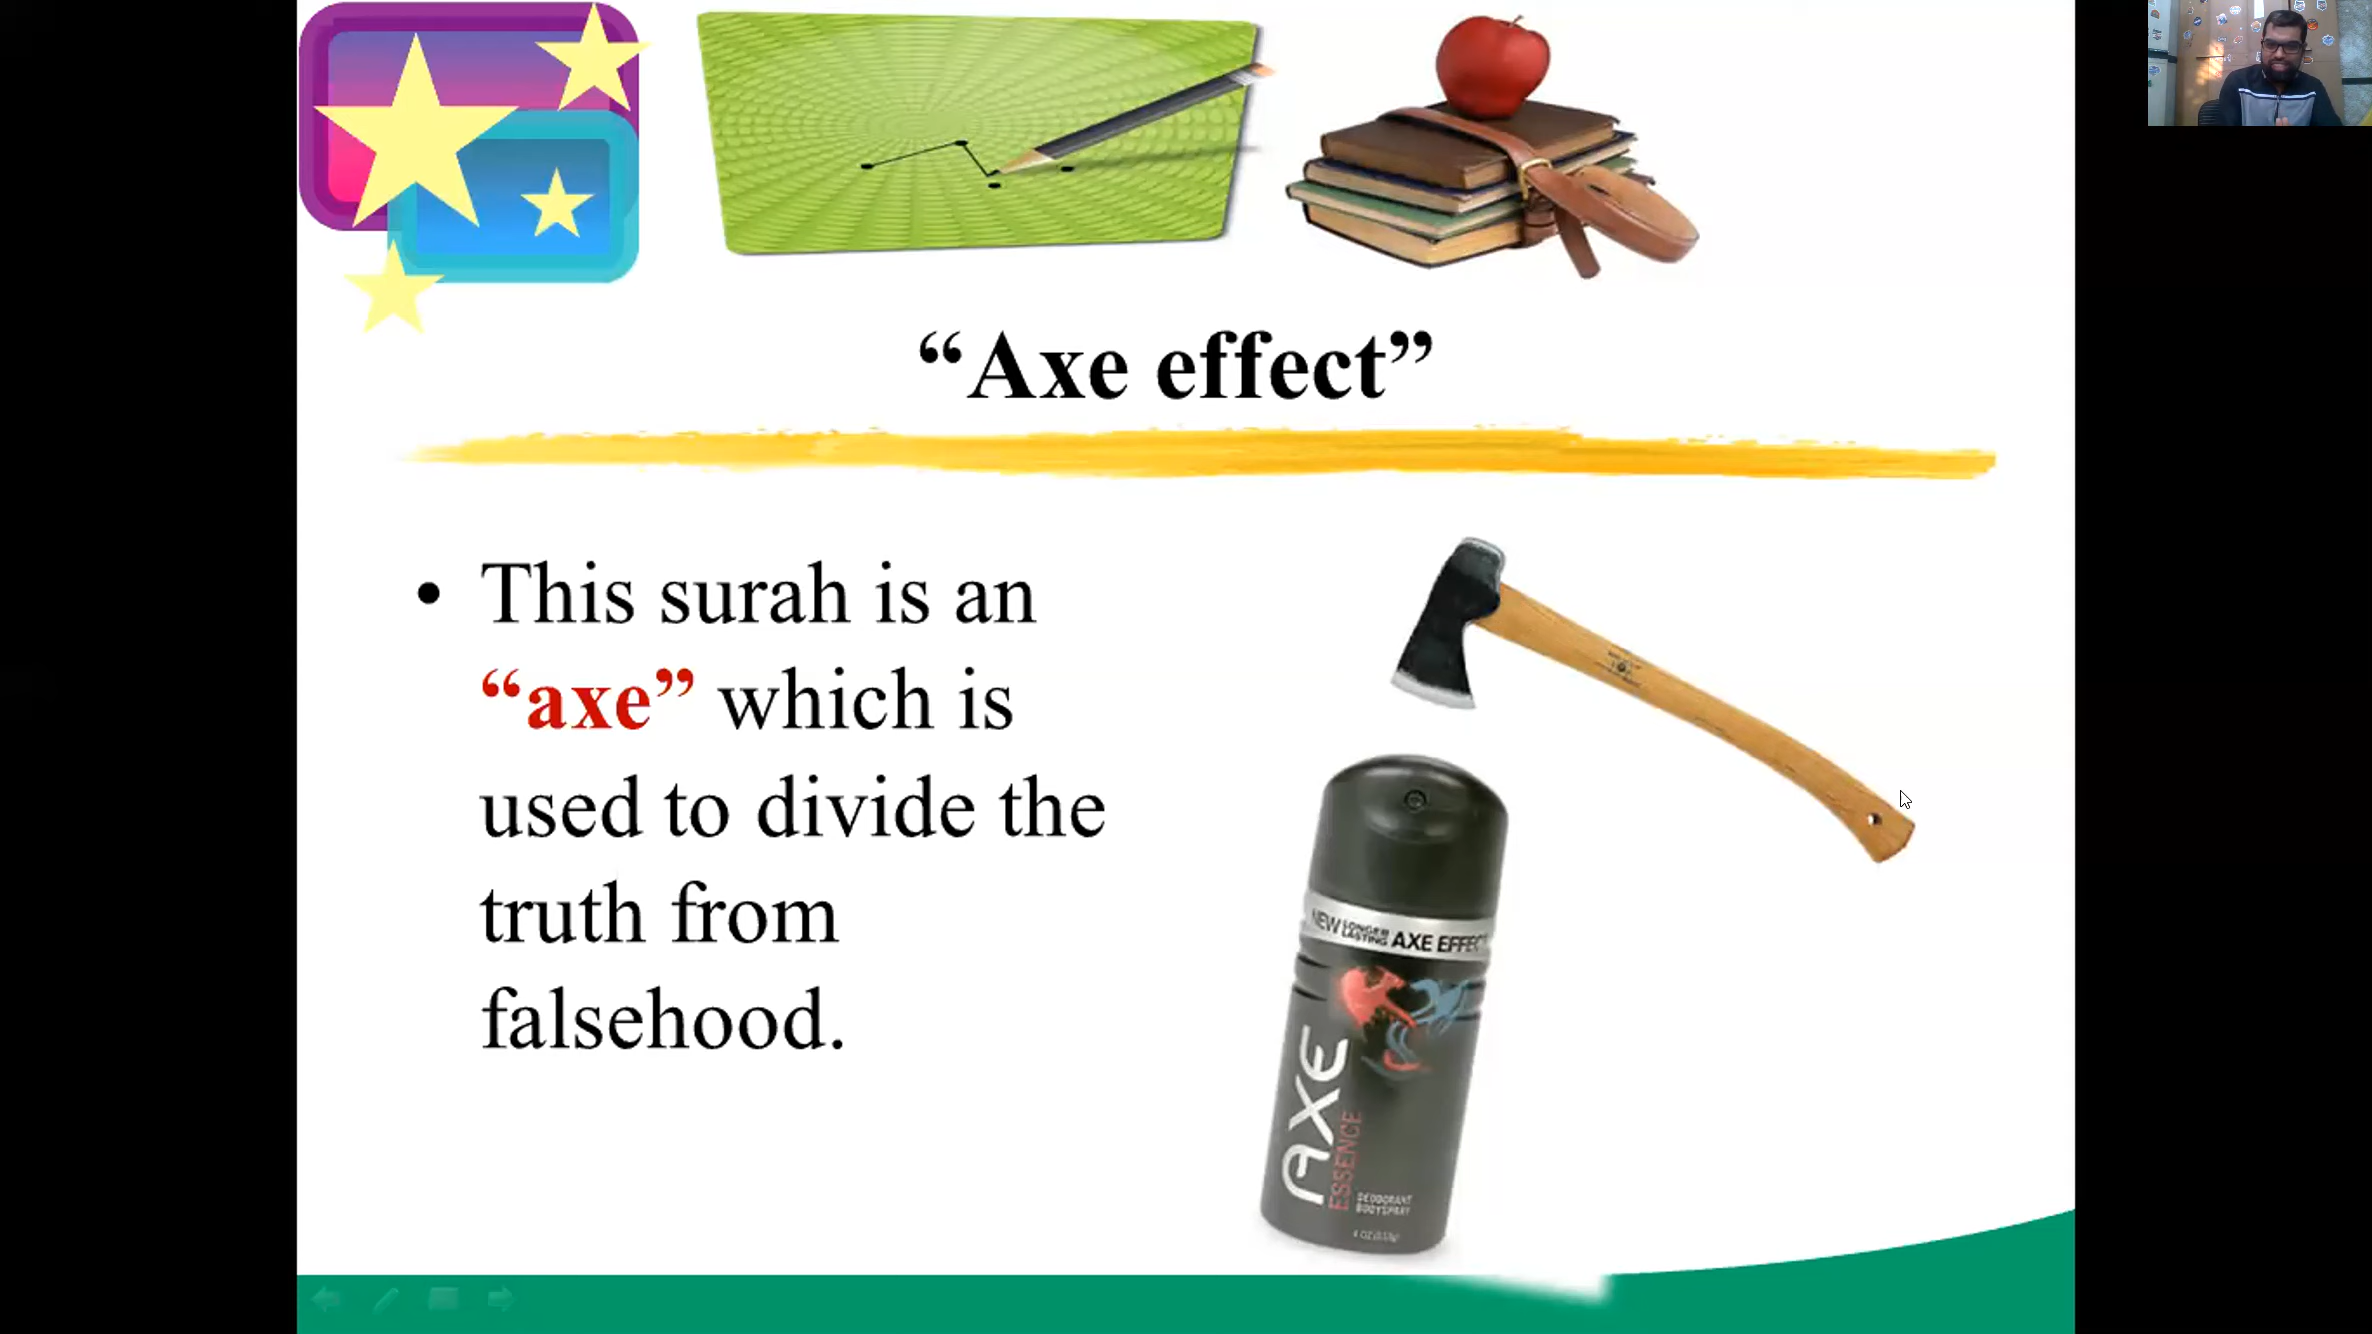 “Axe effect”
• This surah is an
“axe” which is
used to divide the
truth from
falsehood.
NEW LONGER LASTING AXE EFFECT
AXE
ESSENCE
DEODORANT
BODYSPRAY